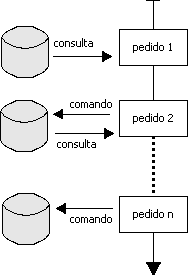 consulta
pedido 1
comando
pedido 2
consulta
pedido n
comando